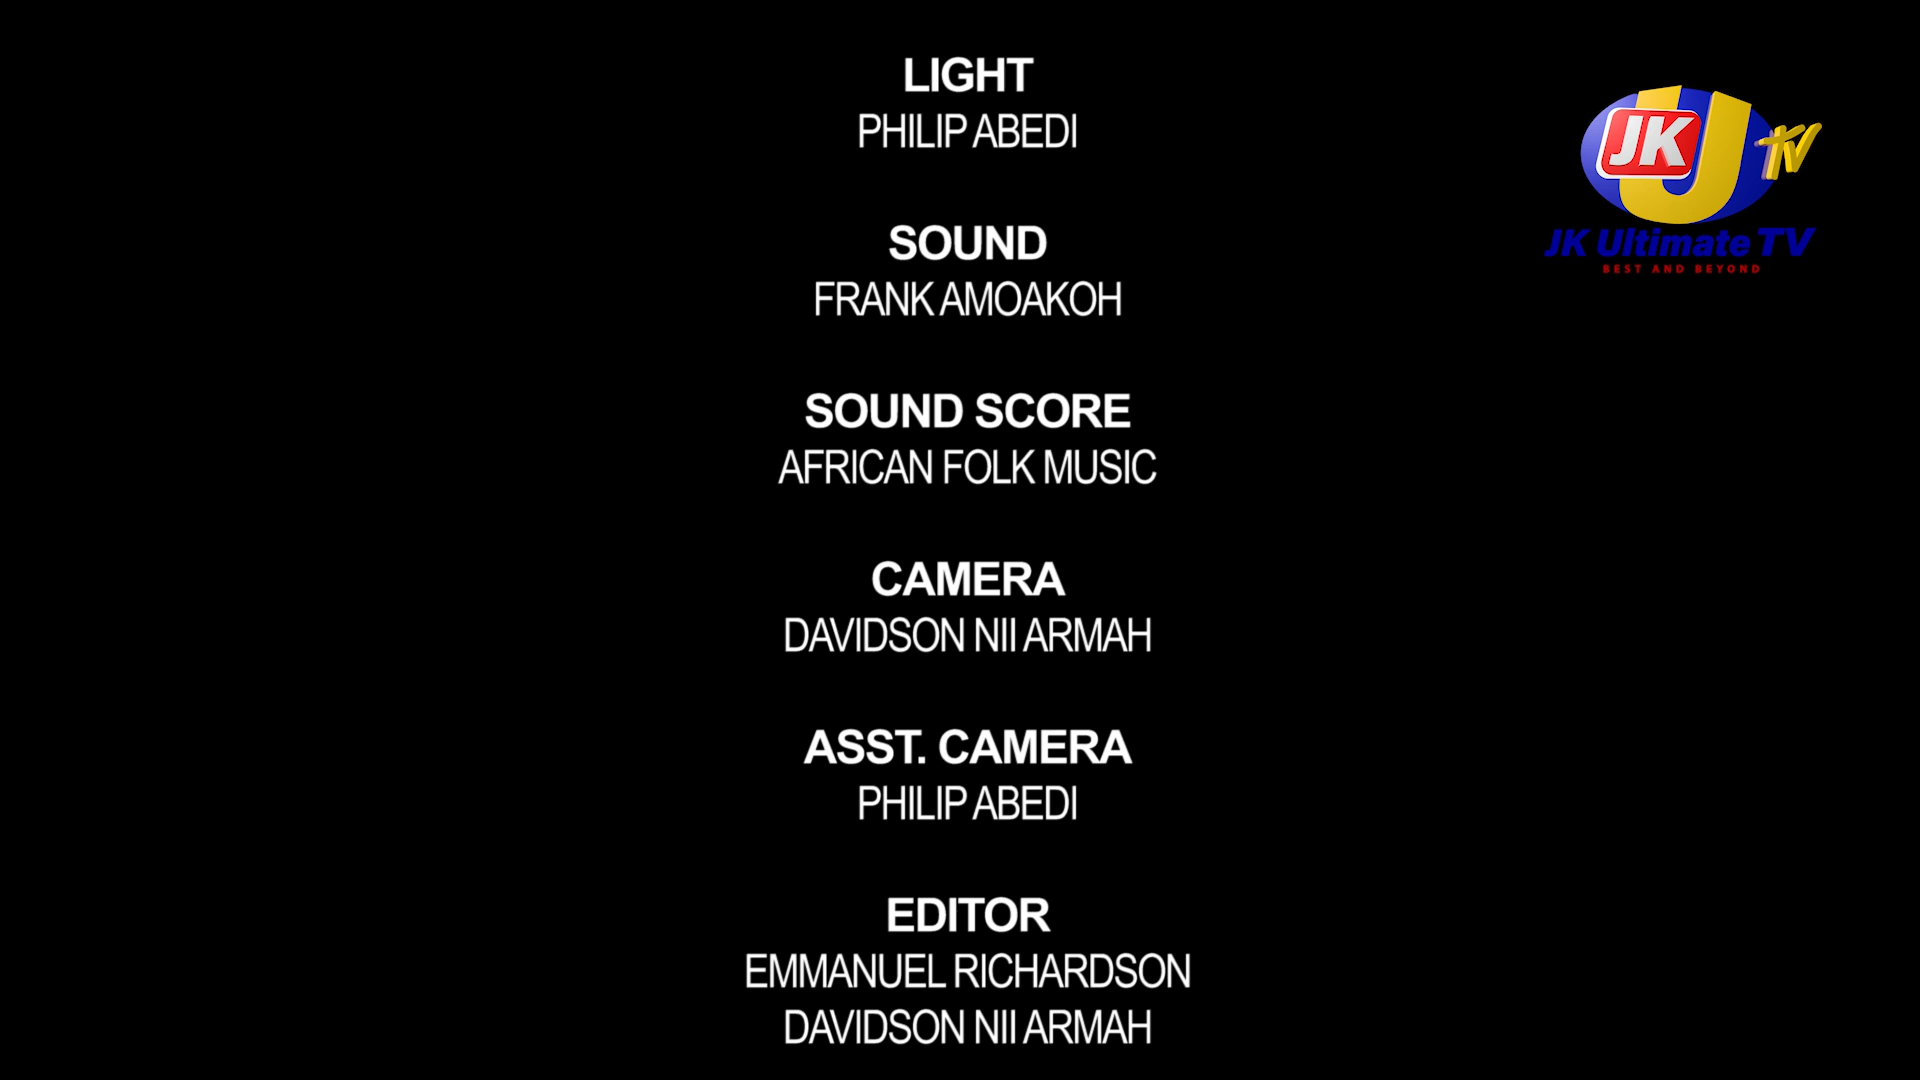 LIGHT
PHILIP ABEDI
SOUND
FRANK AMOAKOH
SOUND SCORE
AFRICAN FOLK MUSIC
CAMERA
DAVIDSON NII ARMAH
ASST. CAMERA
PHILIP ABEDI
EDITOR
EMMANUEL RICHARDSON
DAVIDSON NII ARMAH
JK U TV
JK Ultimate TV
BEST AND BEYOND